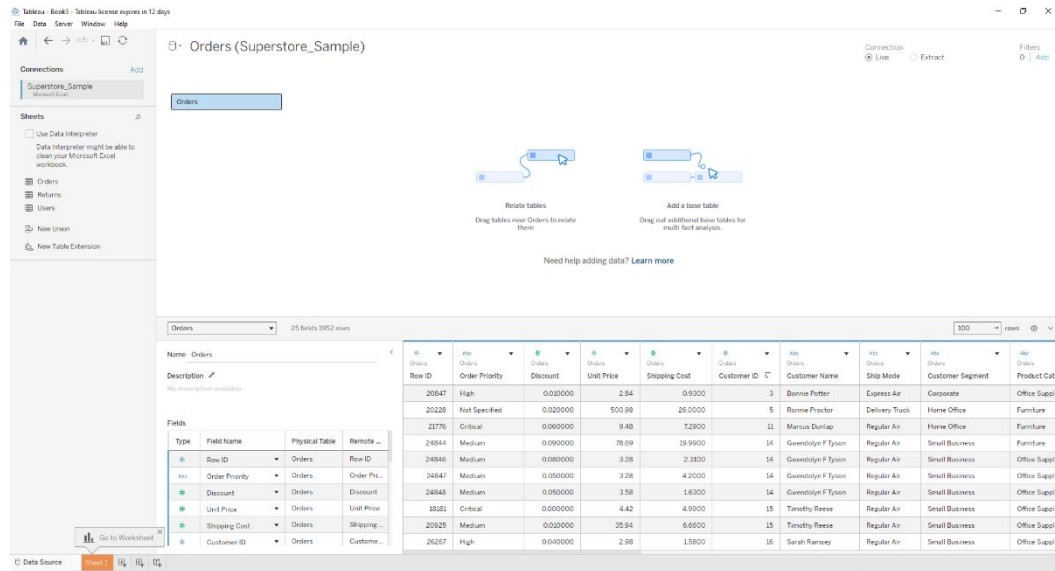 Tableau - Book3 - Tableau license expires in 12 days
File Data Server Window Help
Connections Add
Superstore_Sample
Microsoft Excel
Sheets
Use Data Interpreter
Data Interpreter might be able to
clean your Microsoft Excel
workbook.
Orders
Returns
Users
New Union
New Table Extension
Orders (Superstore_Sample)
Connection
Live Extract
Filters
0 | Add
Orders
Relate tables
Drag tables near Orders to relate
them
Add a base table
Drag out additional base tables for
multi-fact analysis.
Need help adding data? Learn more
Orders 25 fields 1952 rows 100 rows
Name Orders
Description
No description available
Fields
Type Field Name Physical Table Remote ...
Row ID Orders Row ID
Abc Order Priority Orders Order Pri...
# Discount Orders Discount
# Unit Price Orders Unit Price
# Shipping Cost Orders Shipping ...
# Customer ID Orders Custome...
# Abc # # # # Abc Abc Abc Abc
Orders Orders Orders Orders Orders Orders Orders Orders Orders Orders
Row ID Order Priority Discount Unit Price Shipping Cost Customer ID Customer Name Ship Mode Customer Segment Product Cat
20847 High 0.010000 2.84 0.9300 3 Bonnie Potter Express Air Corporate Office Suppl
20228 Not Specified 0.020000 500.98 26.0000 5 Ronnie Proctor Delivery Truck Home Office Furniture
21776 Critical 0.060000 9.48 7.2900 11 Marcus Dunlap Regular Air Home Office Furniture
24844 Medium 0.090000 78.69 19.9900 14 Gwendolyn F Tyson Regular Air Small Business Furniture
24846 Medium 0.080000 3.28 2.3100 14 Gwendolyn F Tyson Regular Air Small Business Office Suppl
24847 Medium 0.050000 3.28 4.2000 14 Gwendolyn F Tyson Regular Air Small Business Office Suppl
24848 Medium 0.050000 3.58 1.6300 14 Gwendolyn F Tyson Regular Air Small Business Office Suppl
18181 Critical 0.000000 4.42 4.9900 15 Timothy Reese Regular Air Small Business Office Suppl
20925 Medium 0.010000 35.94 6.6600 15 Timothy Reese Regular Air Small Business Office Suppl
26267 High 0.040000 2.98 1.5800 16 Sarah Ramsey Regular Air Small Business Office Suppl
Go to Worksheet
Data Source Sheet 1